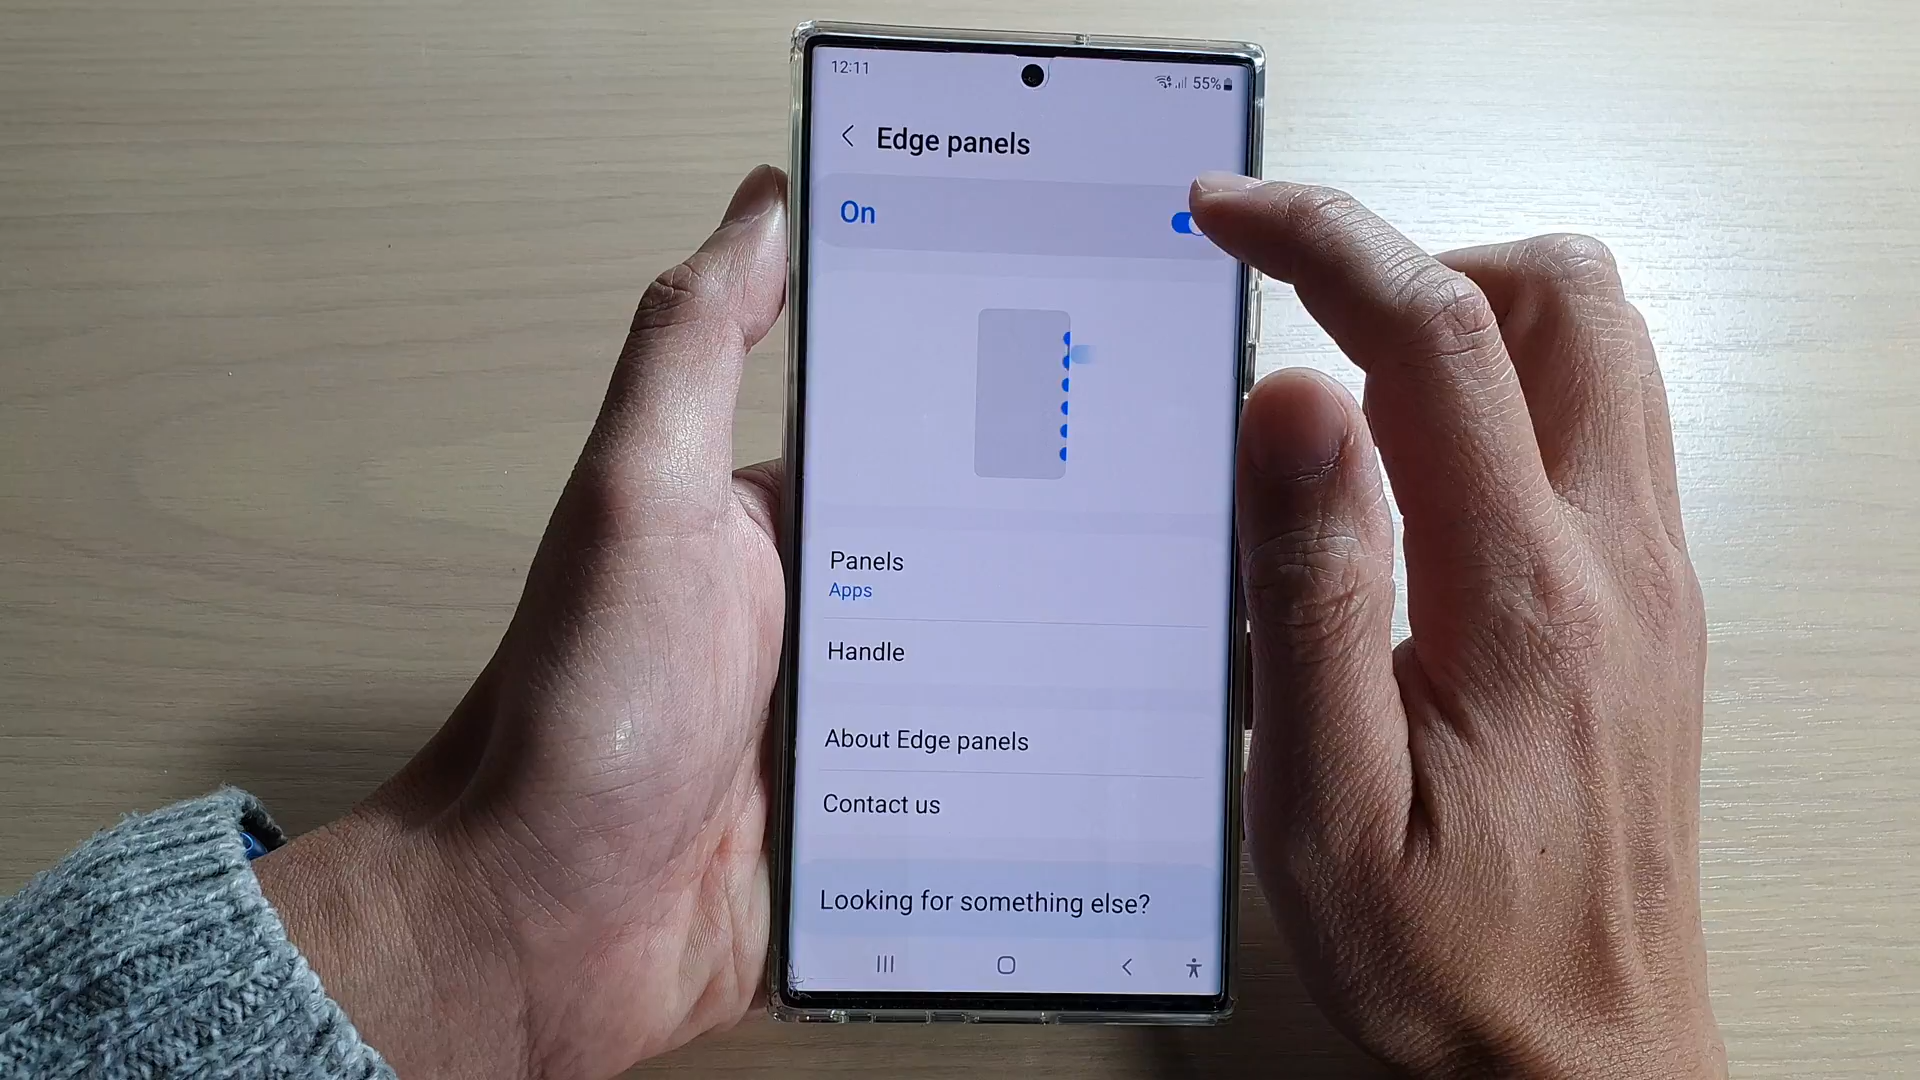 12:11
55%
Edge panels
On
Panels
Apps
Handle
About Edge panels
Contact us
Looking for something else?